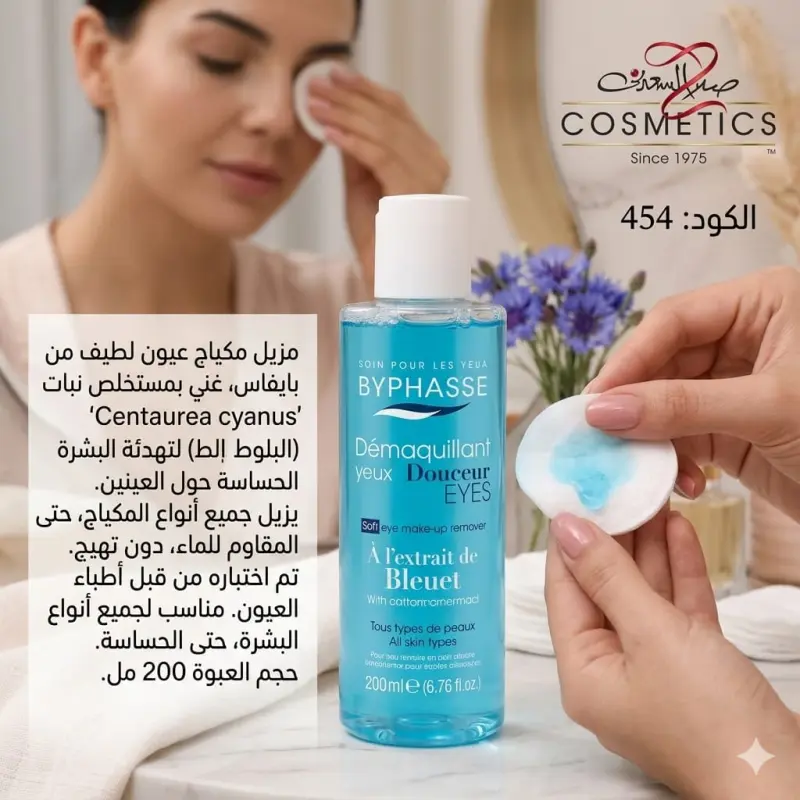 COSMETICS
Since 1975
TM
الكود: 454
مزيل مكياج عيون لطيف من
بايفاس، غني بمستخلص نبات
'Centaurea cyanus'
(البلوط إلط) لتهدئة البشرة
الحساسة حول العينين.
يزيل جميع أنواع المكياج، حتى
المقاوم للماء، دون تهيج.
تم اختباره من قبل أطباء
العيون. مناسب لجميع أنواع
البشرة، حتى الحساسة.
حجم العبوة 200 مل.
SOIN POUR LES YEUX
BYPHASSE
Démaquillant
yeux Douceur
EYES
Soft eye make-up remover
À l'extrait de
Bleuet
Tous types de peaux
All skin types
200ml e (6.76 fl.oz.)